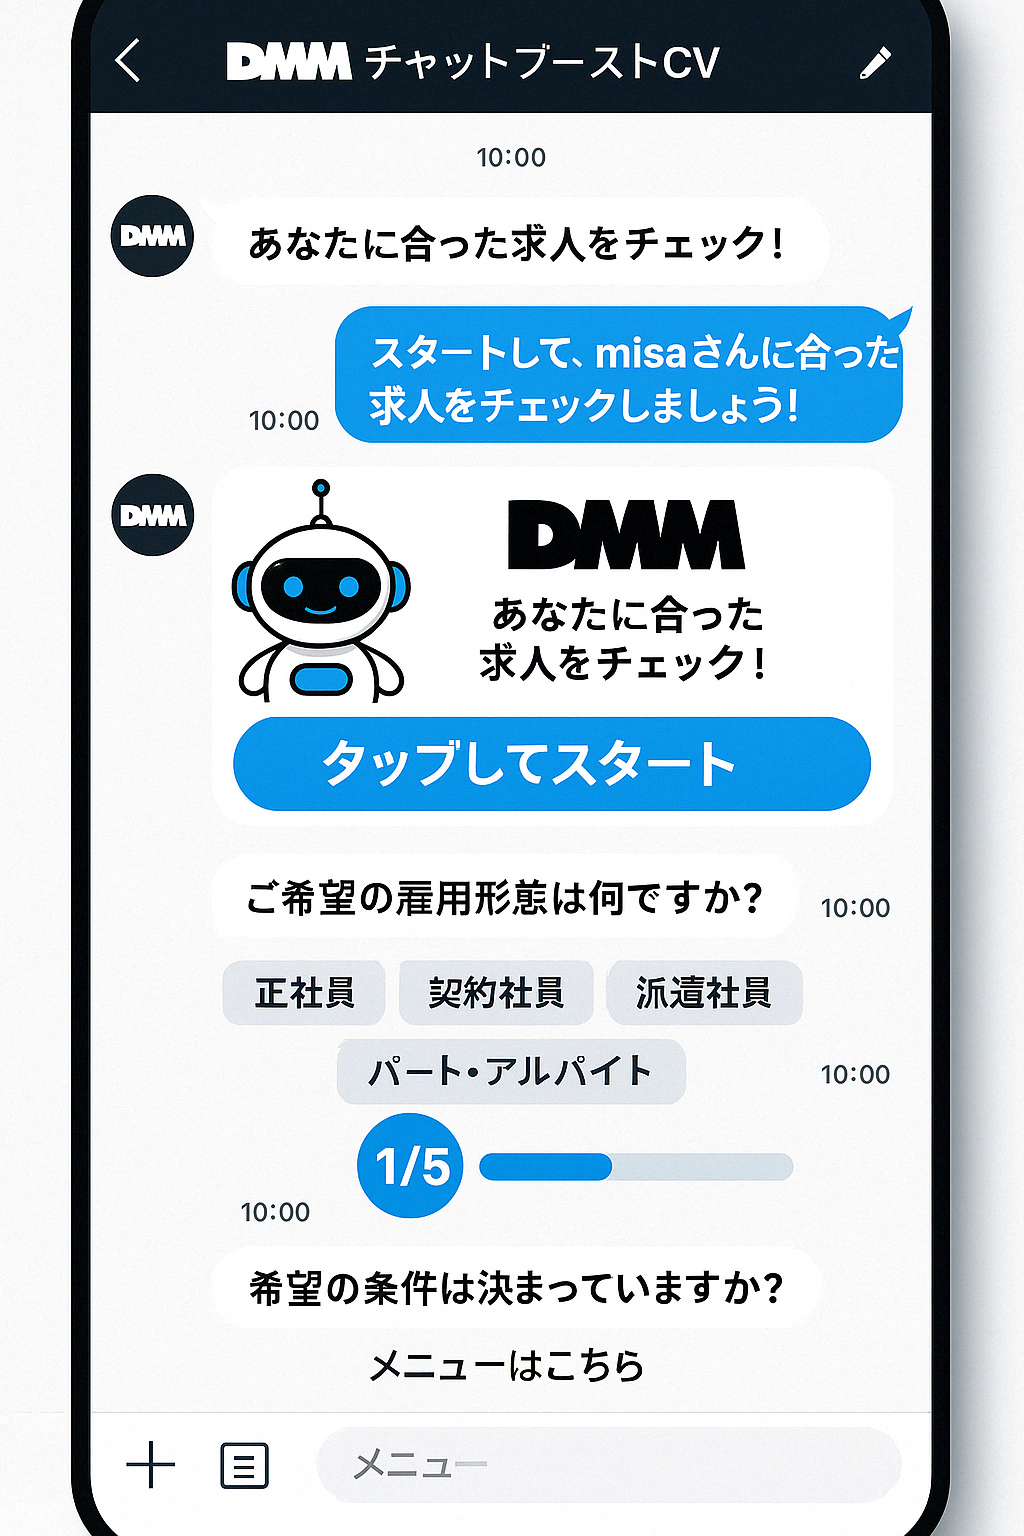 DMM チャットブーストCV
10:00
DMM
あなたに合った求人をチェック！
スタートして、misaさんに合った
求人をチェックしましょう！
10:00
DMM
DMM
あなたに合った
求人をチェック！
タップしてスタート
ご希望の雇用形態は何ですか？
10:00
正社員
契約社員
派遣社員
パート・アルバイト
10:00
1/5
10:00
希望の条件は決まっていますか？
メニューはこちら
メニュー